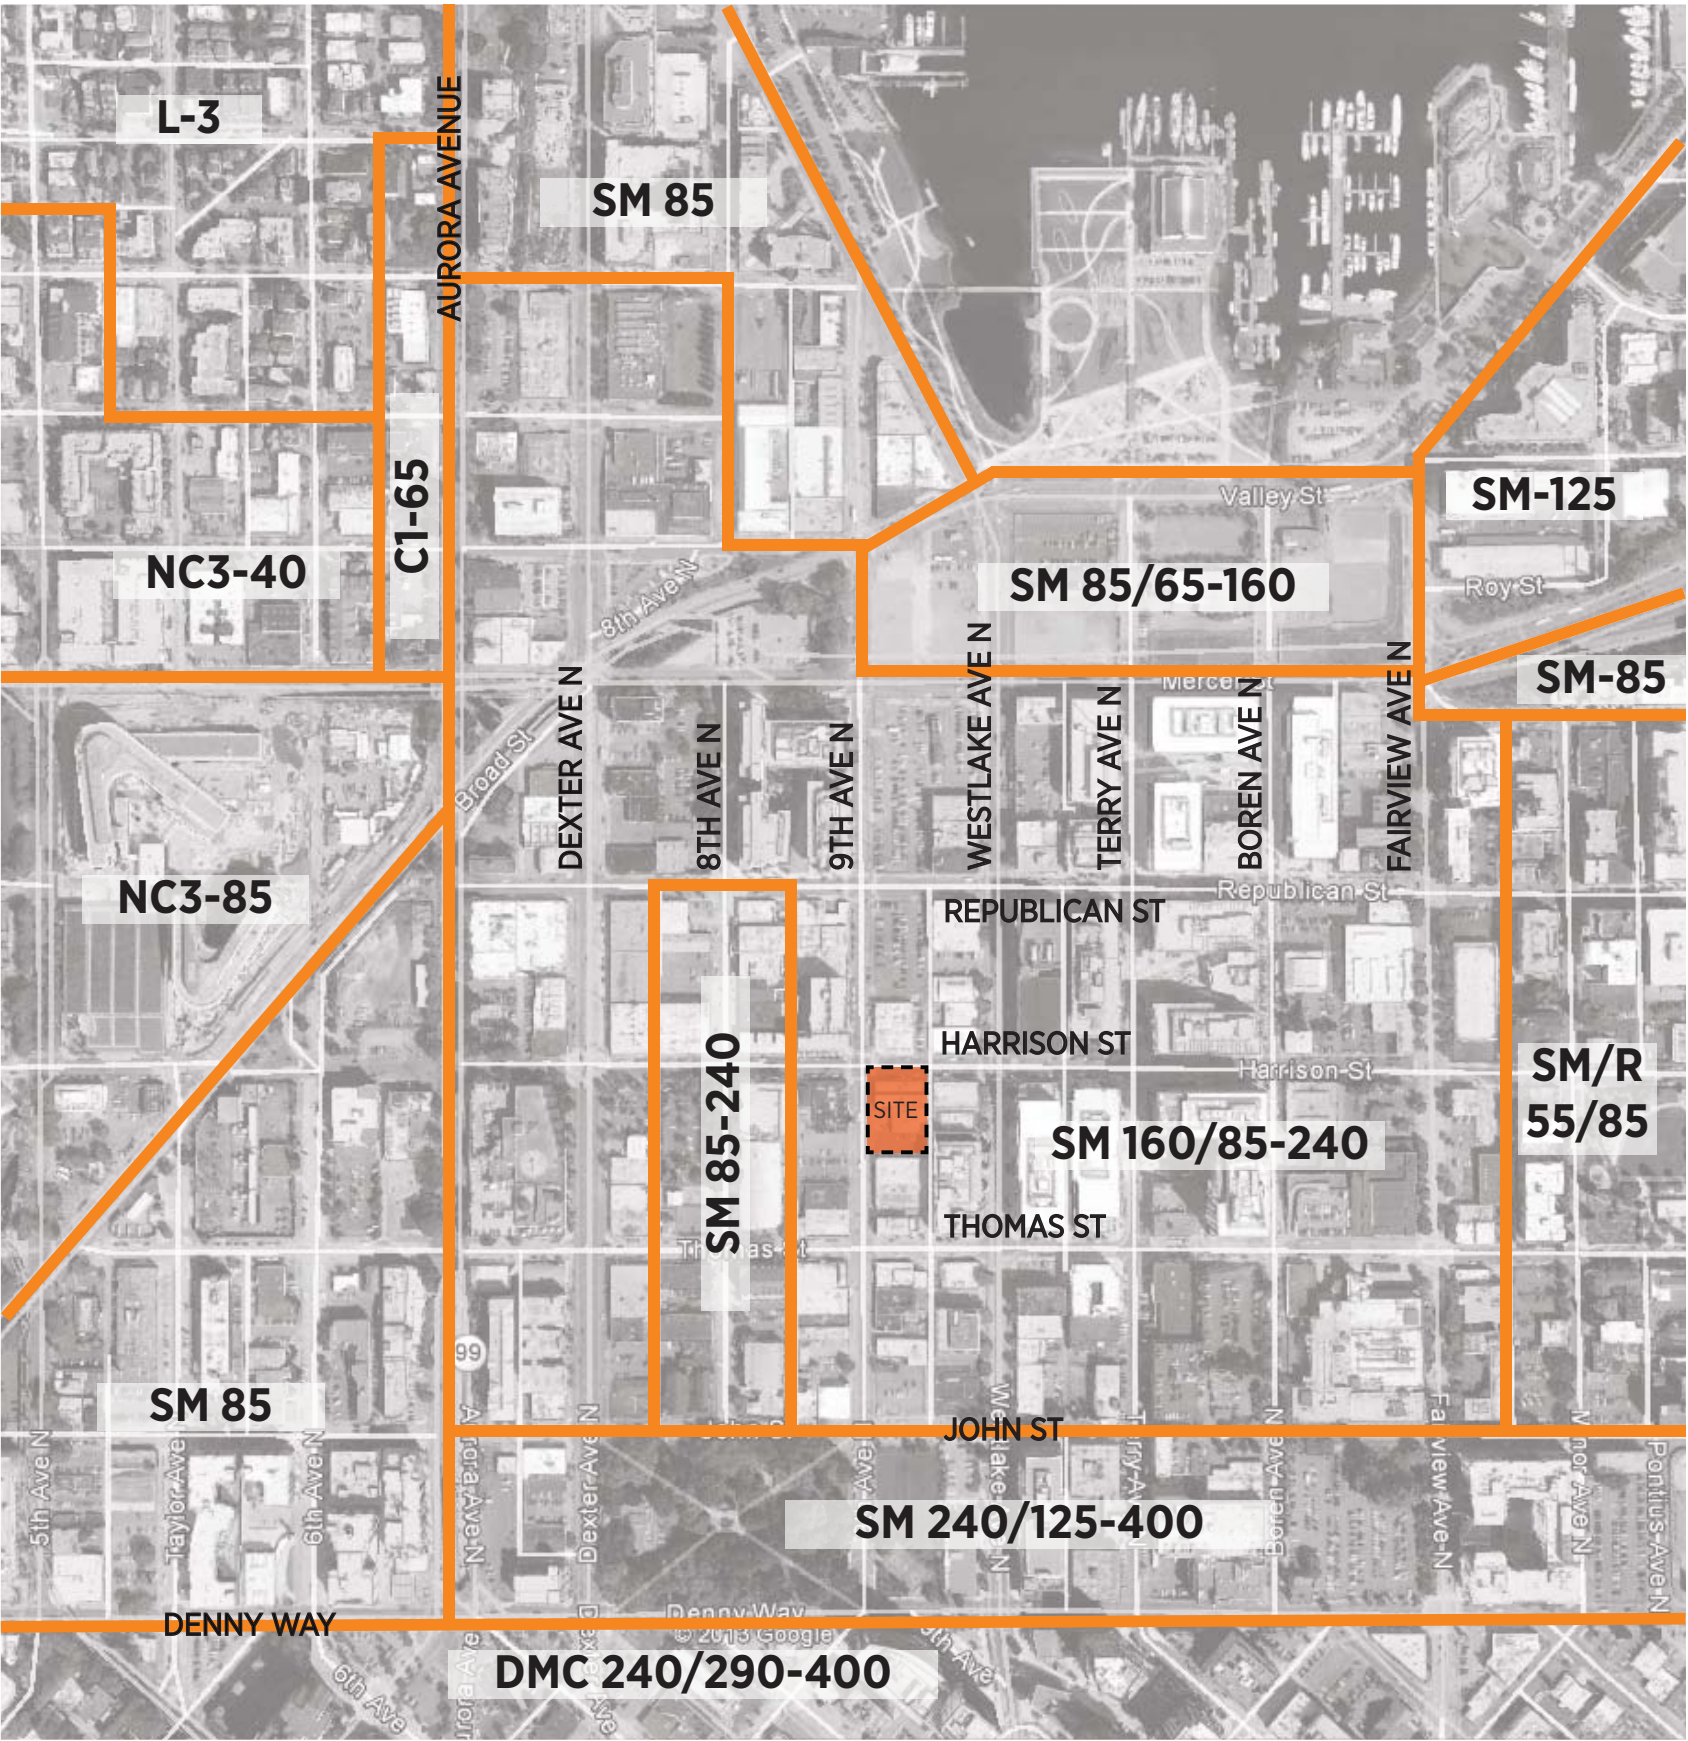 L-3
AURORA AVENUE
SM 85
C1-65
Valley St
SM-125
NC3-40
8th Ave N
SM 85/65-160
Roy St
SM-85
Mercer St
Broad St
DEXTER AVE N
8TH AVE N
9TH AVE N
WESTLAKE AVE N
TERRY AVE N
BOREN AVE N
FAIRVIEW AVE N
NC3-85
Republican St
REPUBLICAN ST
SM 85-240
HARRISON ST
Harrison St
SITE
SM/R
55/85
SM 160/85-240
THOMAS ST
Thomas St
99
SM 85
JOHN ST
5th Ave N
Taylor Ave
6th Ave N
Aurora Ave N
Dexter Ave N
Westlake
Terry Ave
Boren Ave N
Fairview Ave N
Minor Ave N
Pontius Ave N
SM 240/125-400
DENNY WAY
Denny Way
© 2013 Google
DMC 240/290-400
6th Ave
9th Ave